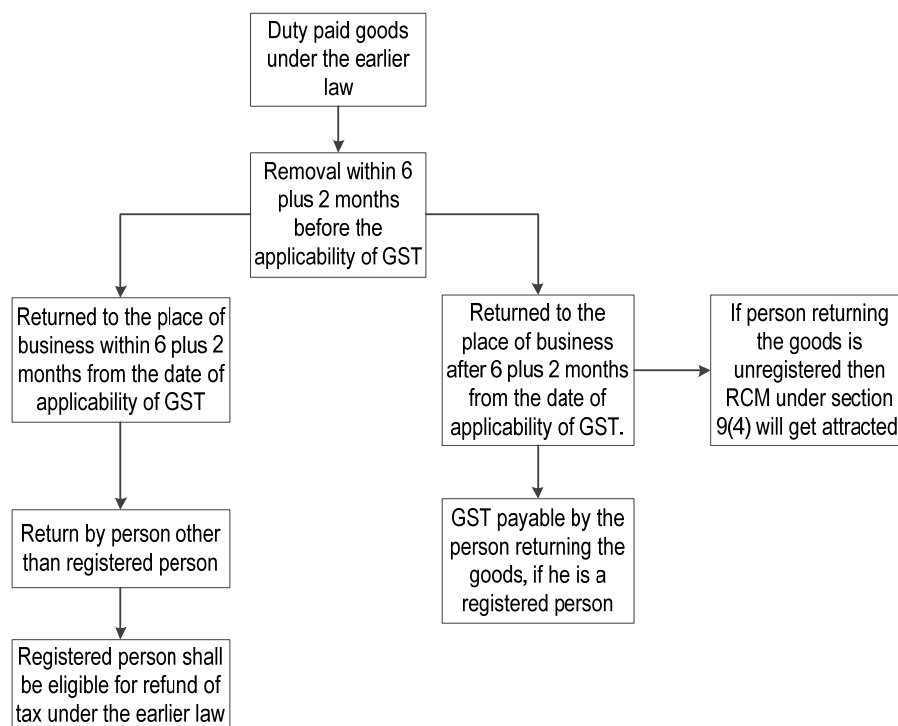 Duty paid goods
under the earlier
law
Removal within 6
plus 2 months
before the
applicability of GST
Returned to the place of
business within 6 plus 2
months from the date of
applicability of GST
Returned to the
place of business
after 6 plus 2 months
from the date of
applicability of GST.
If person returning
the goods is
unregistered then
RCM under section
9(4) will get attracted
Return by person other
than registered person
GST payable by the
person returning the
goods, if he is a
registered person
Registered person shall
be eligible for refund of
tax under the earlier law